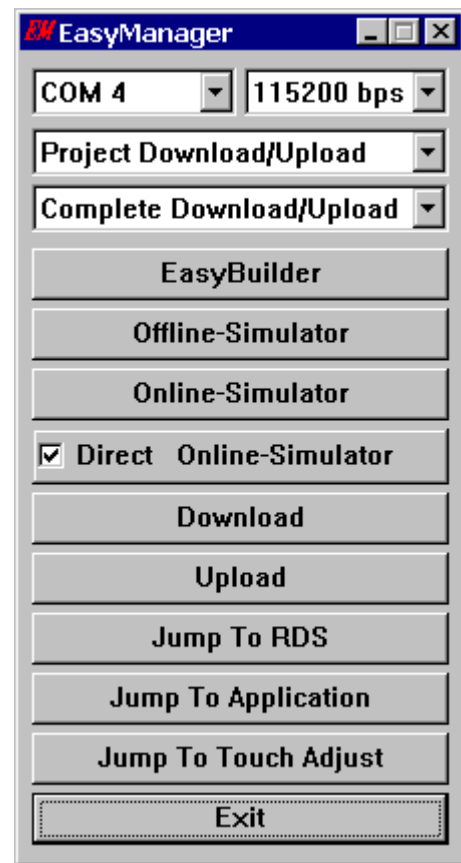 EM EasyManager
COM 4 115200 bps
Project Download/Upload
Complete Download/Upload
EasyBuilder
Offline-Simulator
Online-Simulator
Direct Online-Simulator
Download
Upload
Jump To RDS
Jump To Application
Jump To Touch Adjust
Exit